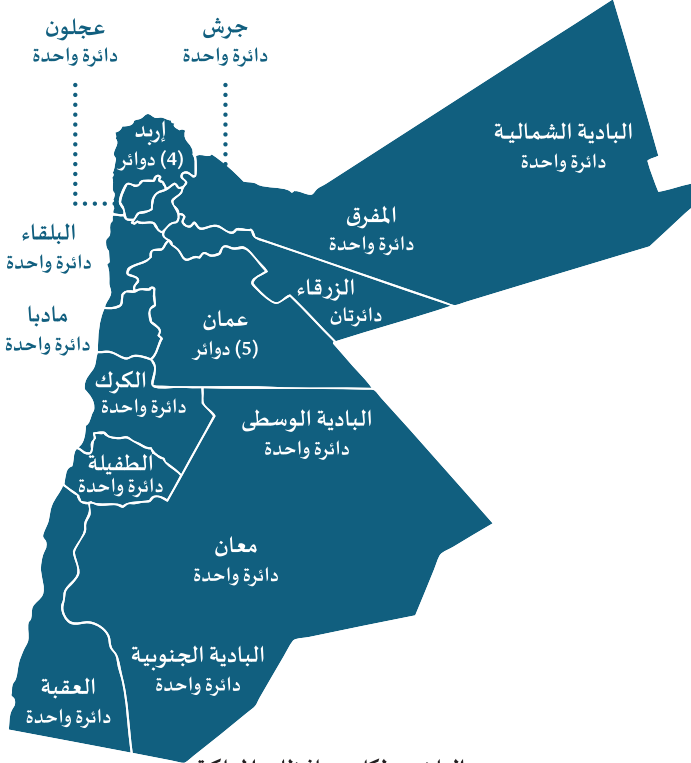 عجلون
دائرة واحدة
جرش
دائرة واحدة
إربد
(4) دوائر
البادية الشمالية
دائرة واحدة
المفرق
دائرة واحدة
البلقاء
دائرة واحدة
الزرقاء
دائرتان
مادبا
دائرة واحدة
عمان
(5) دوائر
الكرك
دائرة واحدة
البادية الوسطى
دائرة واحدة
الطفيلة
دائرة واحدة
معان
دائرة واحدة
البادية الجنوبية
دائرة واحدة
العقبة
دائرة واحدة